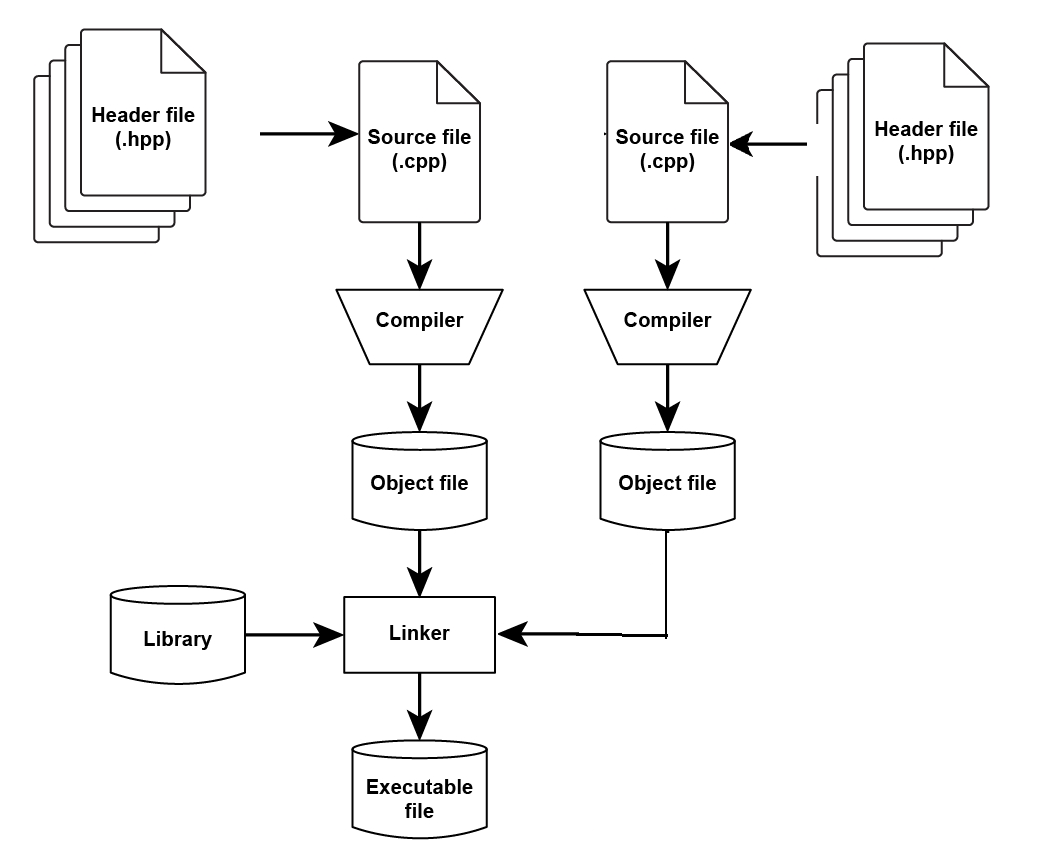 Header file
(.hpp)
Source file
(.cpp)
Source file
(.cpp)
Header file
(.hpp)
Compiler
Compiler
Object file
Object file
Library
Linker
Executable
file